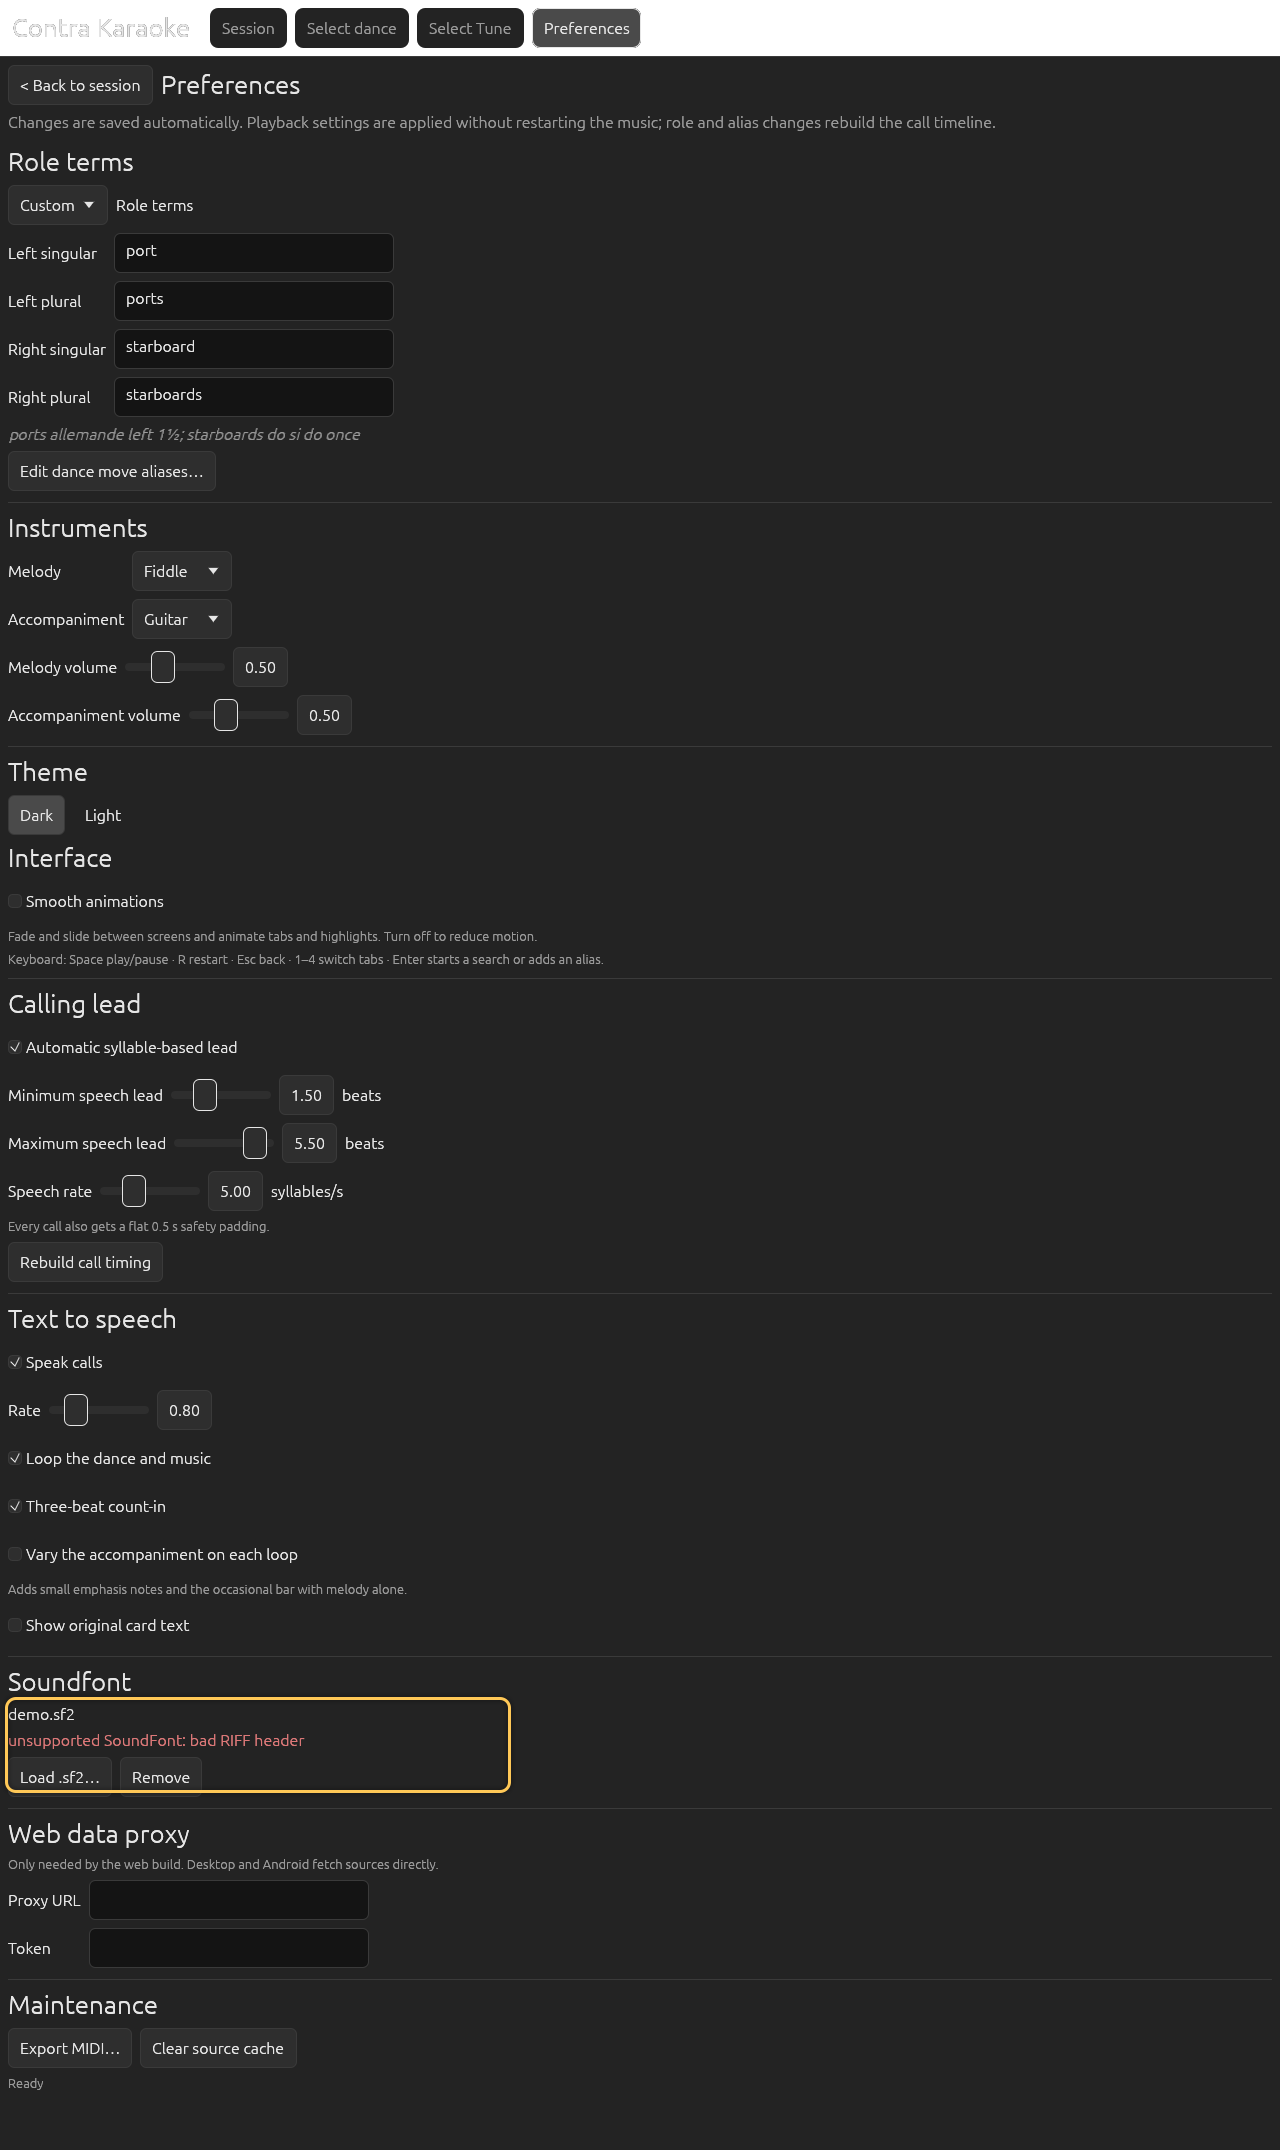 Contra Karaoke Session Select dance Select Tune Preferences
< Back to session Preferences
Changes are saved automatically. Playback settings are applied without restarting the music; role and alias changes rebuild the call timeline.
Role terms
Custom Role terms
Left singular port
Left plural ports
Right singular starboard
Right plural starboards
ports allemande left 1½; starboards do si do once
Edit dance move aliases...
Instruments
Melody Fiddle
Accompaniment Guitar
Melody volume 0.50
Accompaniment volume 0.50
Theme
Dark Light
Interface
Smooth animations
Fade and slide between screens and animate tabs and highlights. Turn off to reduce motion.
Keyboard: Space play/pause · R restart · Esc back · 1–4 switch tabs · Enter starts a search or adds an alias.
Calling lead
Automatic syllable-based lead
Minimum speech lead 1.50 beats
Maximum speech lead 5.50 beats
Speech rate 5.00 syllables/s
Every call also gets a flat 0.5 s safety padding.
Rebuild call timing
Text to speech
Speak calls
Rate 0.80
Loop the dance and music
Three-beat count-in
Vary the accompaniment on each loop
Adds small emphasis notes and the occasional bar with melody alone.
Show original card text
Soundfont
demo.sf2
unsupported SoundFont: bad RIFF header
Load .sf2... Remove
Web data proxy
Only needed by the web build. Desktop and Android fetch sources directly.
Proxy URL
Token
Maintenance
Export MIDI... Clear source cache
Ready